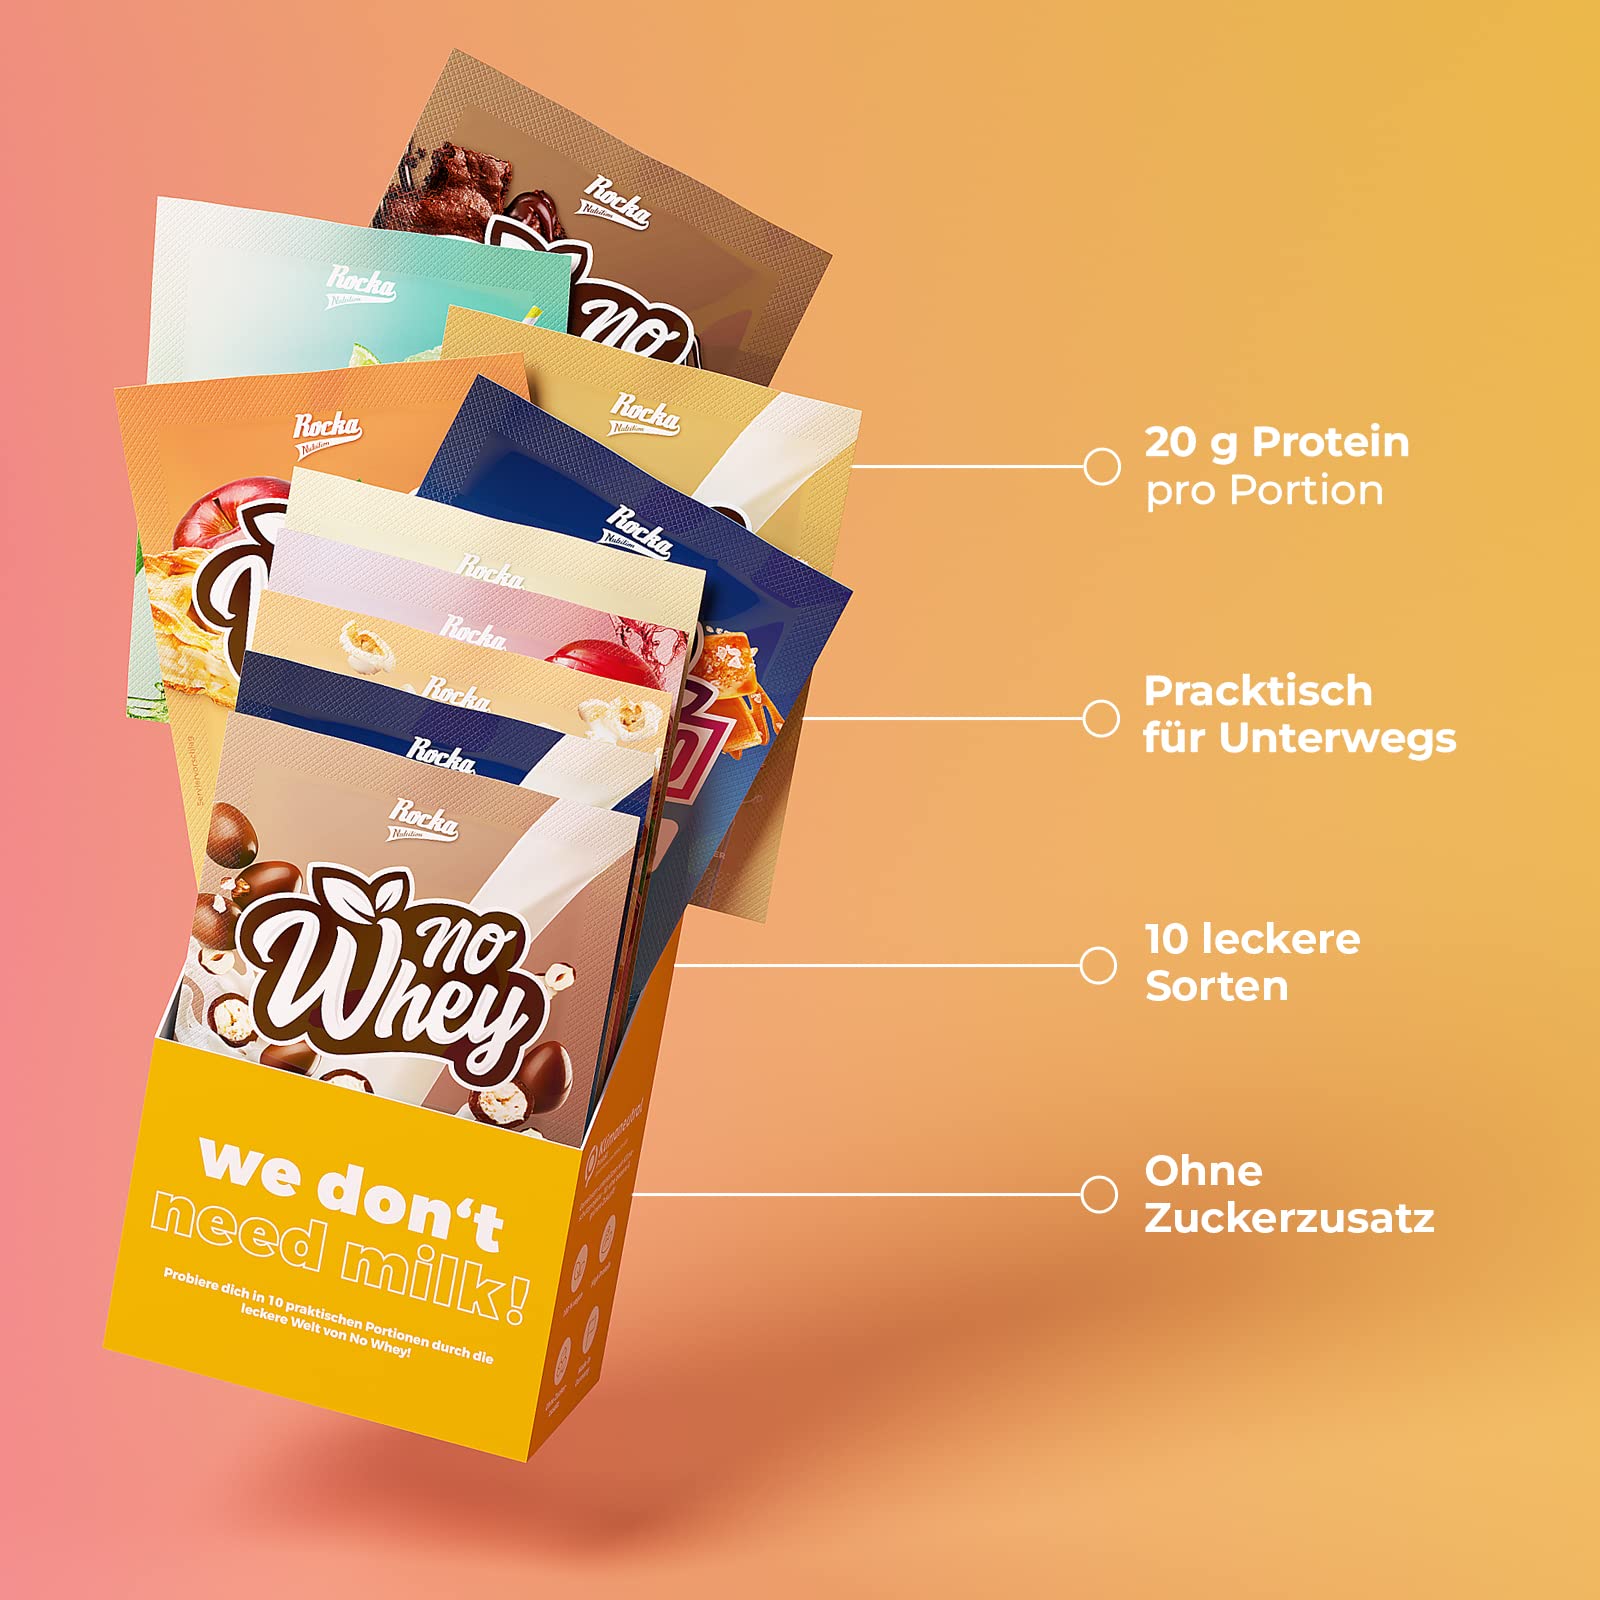 Rocka
Nutrition
no
Rocka
Nutrition
Rocka
Nutrition
Rocka
Nutrition
Rocka
Nutrition
Rocka
Rocka
Rocka
Rocka
Rocka
Nutrition
no
Whey
we don't
need milk!
Probiere dich in 10 praktischen Portionen durch die
leckere Welt von No Whey!
Klimaneutral
20 g Protein
pro Portion
Pracktisch
für Unterwegs
10 leckere
Sorten
Ohne
Zuckerzusatz